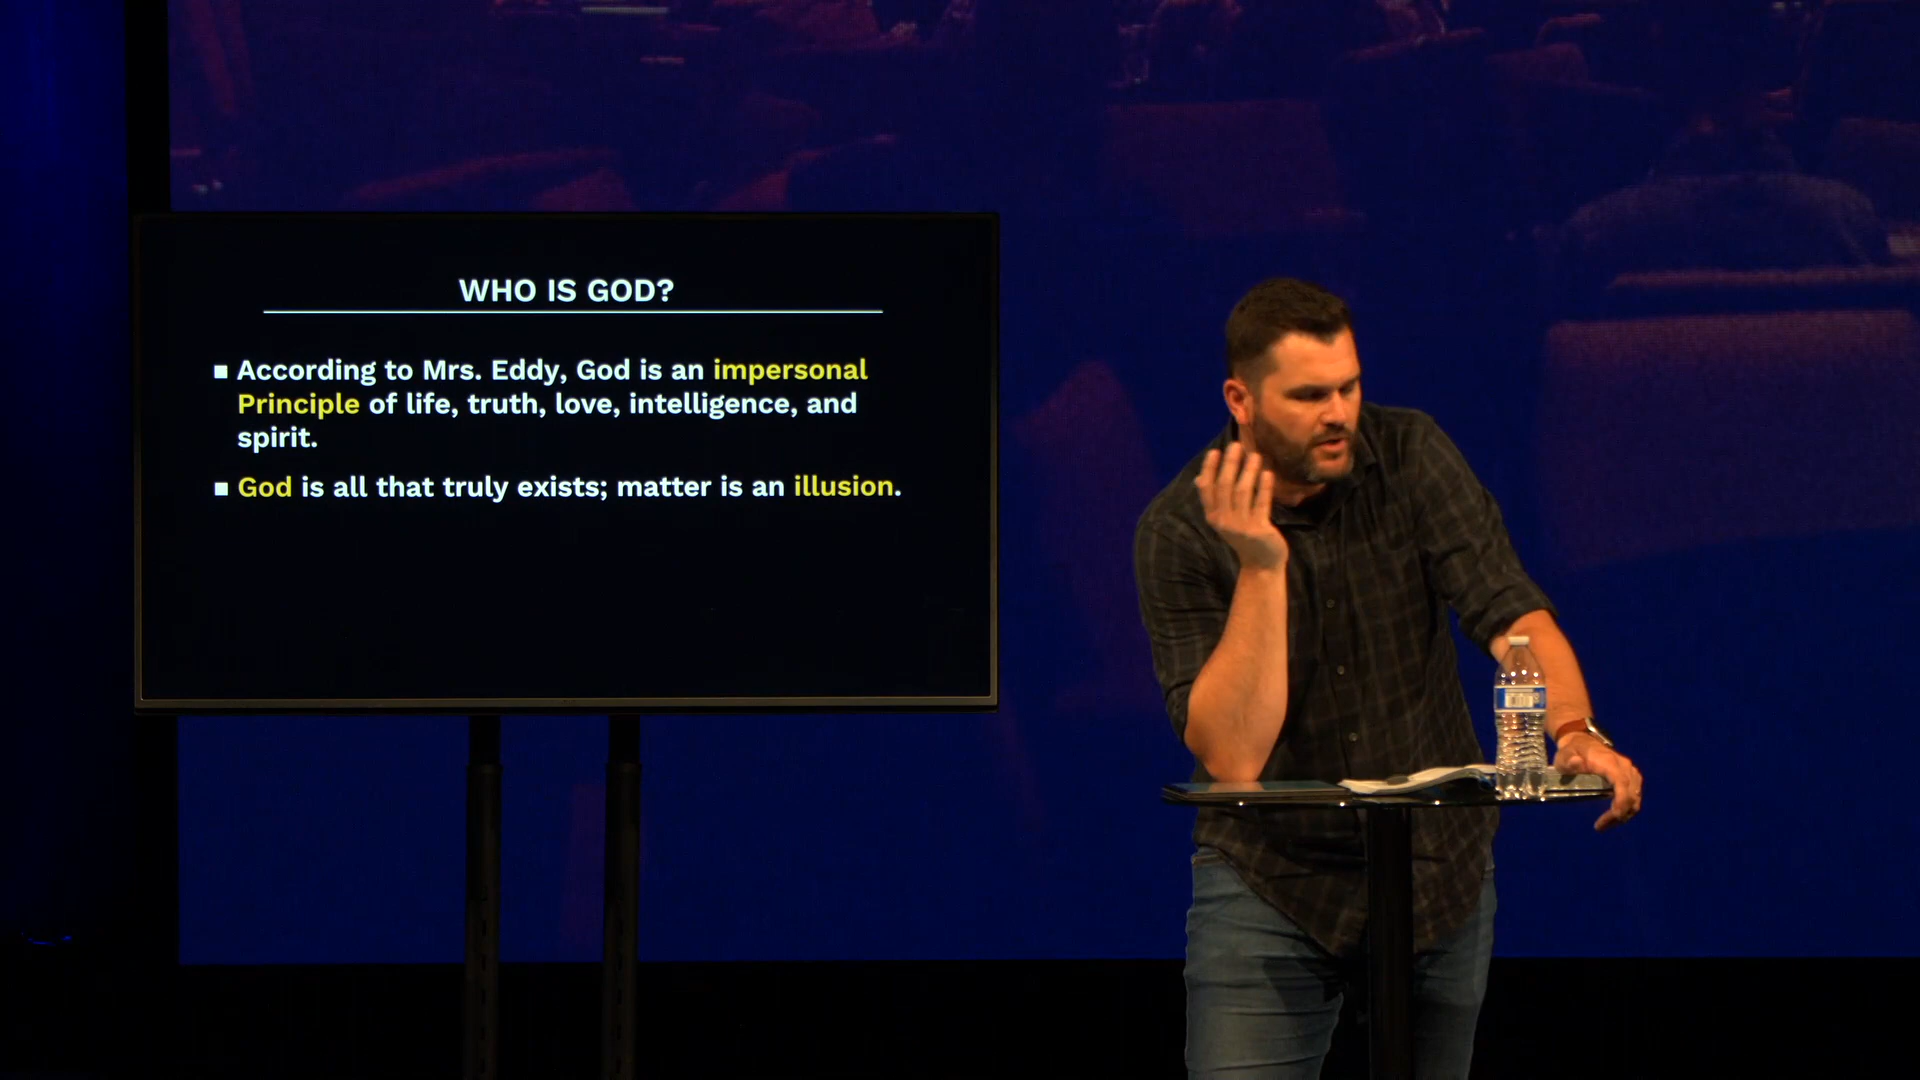 WHO IS GOD?
■ According to Mrs. Eddy, God is an impersonal
Principle of life, truth, love, intelligence, and
spirit.
■ God is all that truly exists; matter is an illusion.